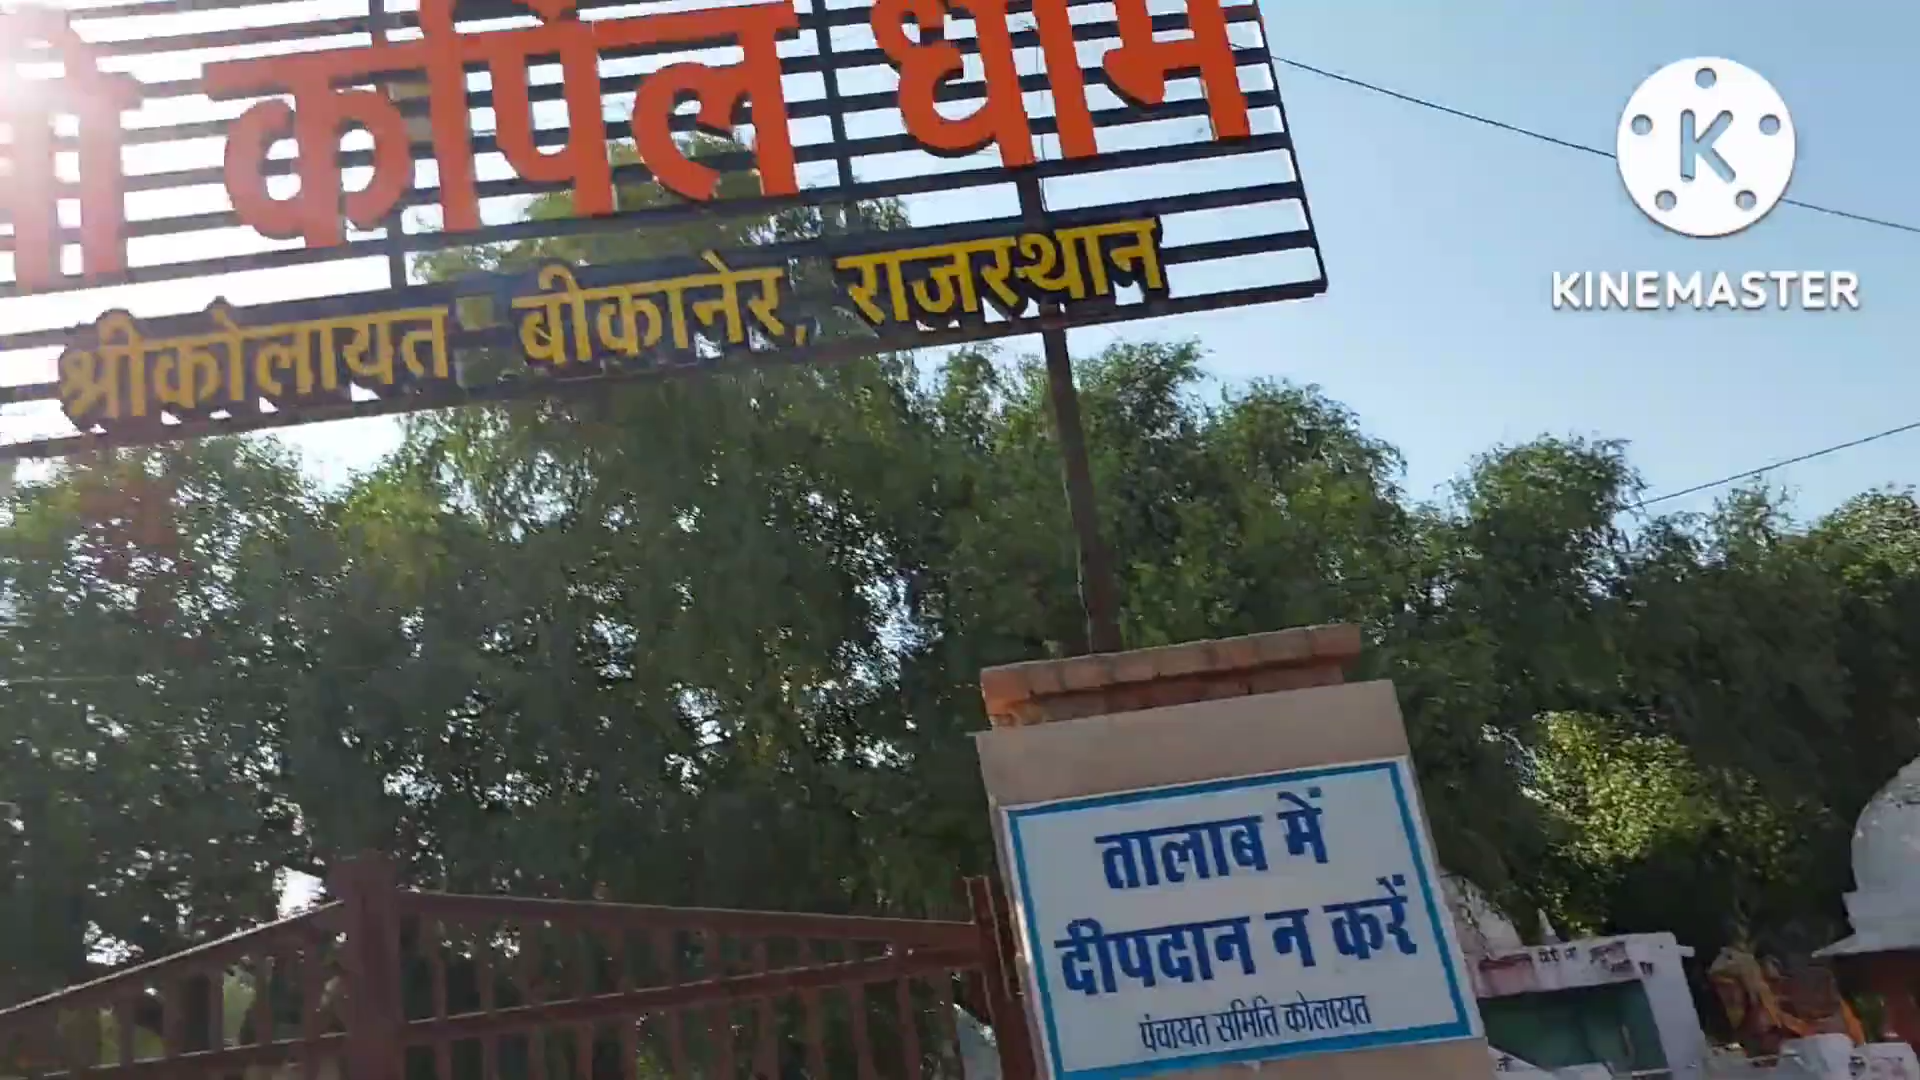 श्री कपिल धाम
श्रीकोलायत बीकानेर, राजस्थान
KINEMASTER
तालाब में
दीपदान न करें
पंचायत समिति कोलायत